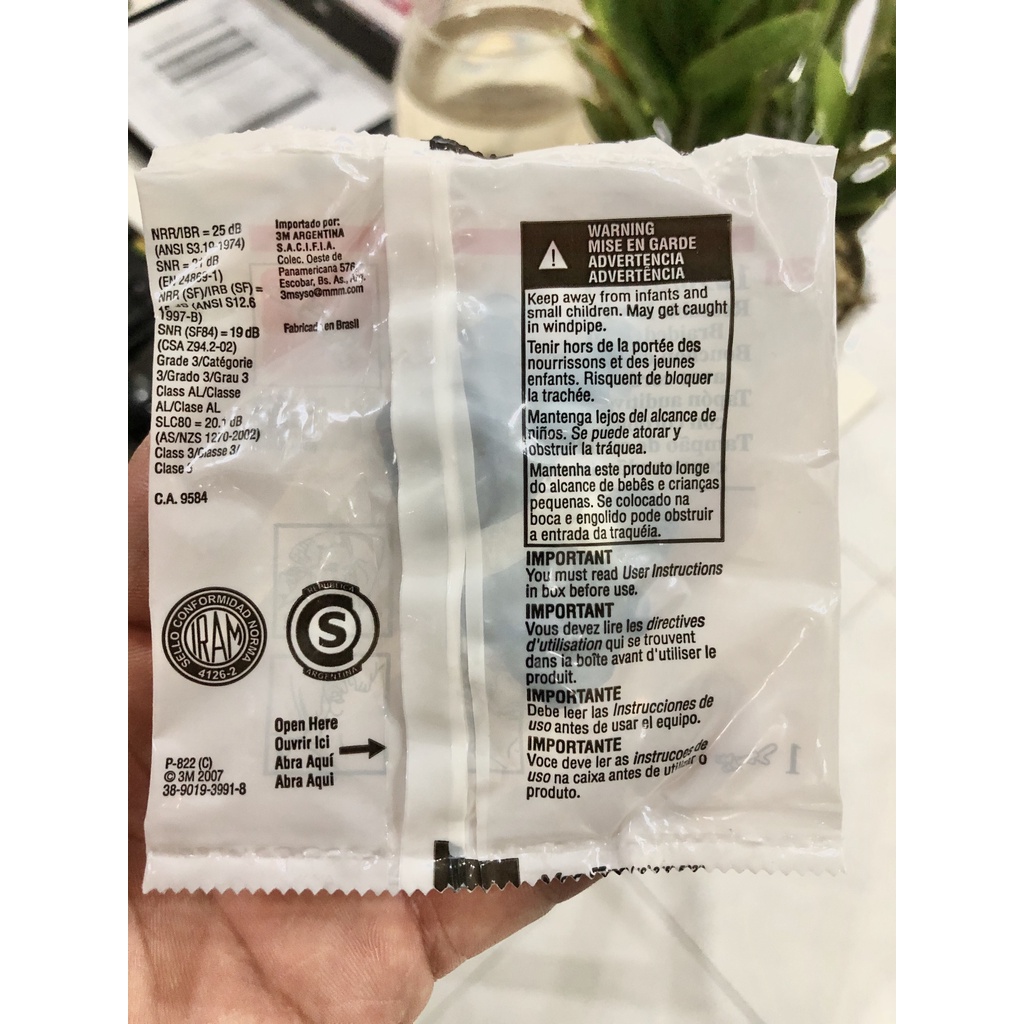 NRR/IBR = 25 dB
(ANSI S3.19-1974)
SNR = dB
(EN 24869-1)
NRR (SF)/IRB (SF) =
(ANSI S12.6
1997-B)
SNR (SF84) = 19 dB
(CSA Z94.2-02)
Grade 3/Catégorie
3/Grado 3/Grau 3
Class AL/Classe
AL/Clase AL
SLC80 = dB
(AS/NZS 1270-2002)
Class 3/Classe 3/
Clase 3
C.A. 9584
Importado por:
3M ARGENTINA
S.A.C.I.F.I.A.
Colec. Oeste de
Panamericana 576
Escobar, Bs. As., Arg.
3msyso@mmm.com
Fabricado en Brasil
SELLO CONFORMIDAD NORMA
IRAM
4126-2
REPUBLICA
S
ARGENTINA
Open Here
Ouvrir Ici
Abra Aquí
Abra Aqui
P-822 (C)
© 3M 2007
38-9019-3991-8
WARNING
MISE EN GARDE
ADVERTENCIA
ADVERTÊNCIA
Keep away from infants and
small children. May get caught
in windpipe.
Tenir hors de la portée des
nourrissons et des jeunes
enfants. Risquent de bloquer
la trachée.
Mantenga lejos del alcance de
niños. Se puede atorar y
obstruir la tráquea.
Mantenha este produto longe
do alcance de bebês e crianças
pequenas. Se colocado na
boca e engolido pode obstruir
a entrada da traquéia.
IMPORTANT
You must read User Instructions
in box before use.
IMPORTANT
Vous devez lire les directives
d'utilisation qui se trouvent
dans la boîte avant d'utiliser le
produit.
IMPORTANTE
Debe leer las Instrucciones de
uso antes de usar el equipo.
IMPORTANTE
Voce deve ler as de
uso na caixa antes de utilizar o
produto.